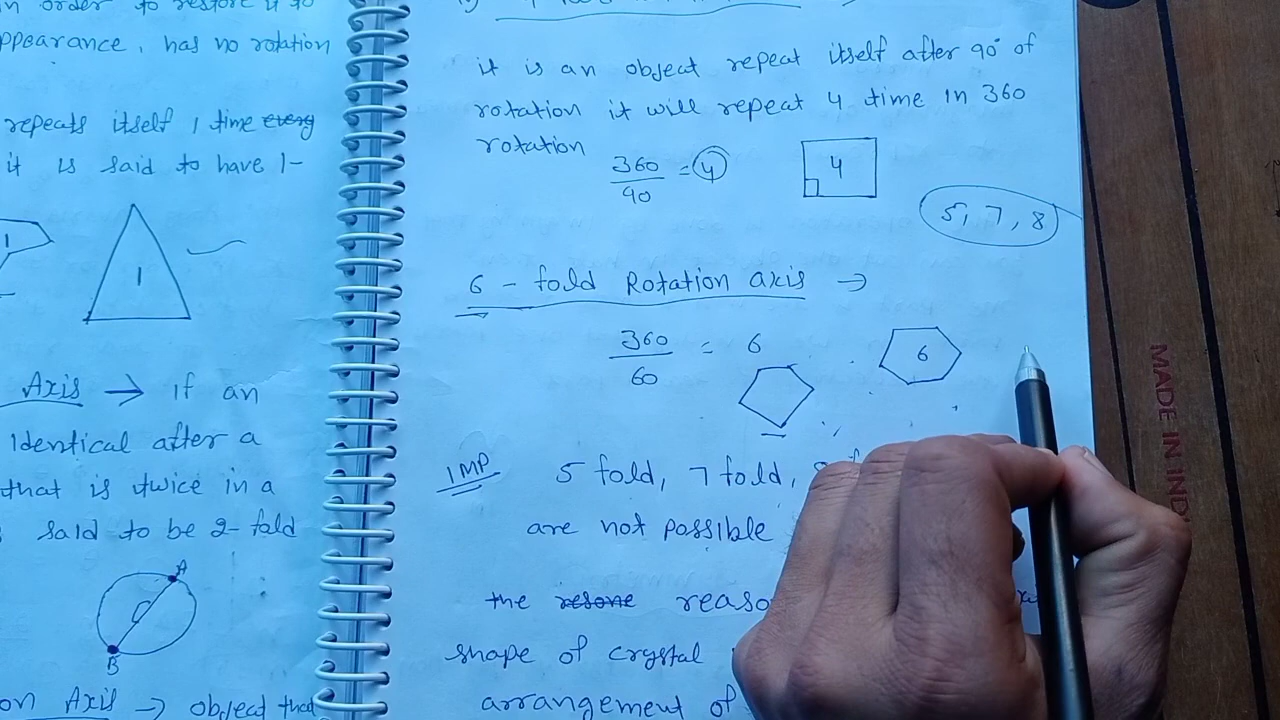 in order to restore it to
ppearance, has no rotation
repeats itself 1 time every
it is said to have 1-
1
1
Axis → If an
Identical after a
that is twice in a
said to be 2-fold
A
B
on Axis → object that
it is an object repeat itself after 90° of
rotation it will repeat 4 time in 360
rotation
360/90 = 4
4
5, 7, 8
6 - fold Rotation axis →
360/60 = 6
6
IMP 5 fold, 7 fold,
are not possible
the resone reaso
shape of crystal
arrangement of
MADE IN IND